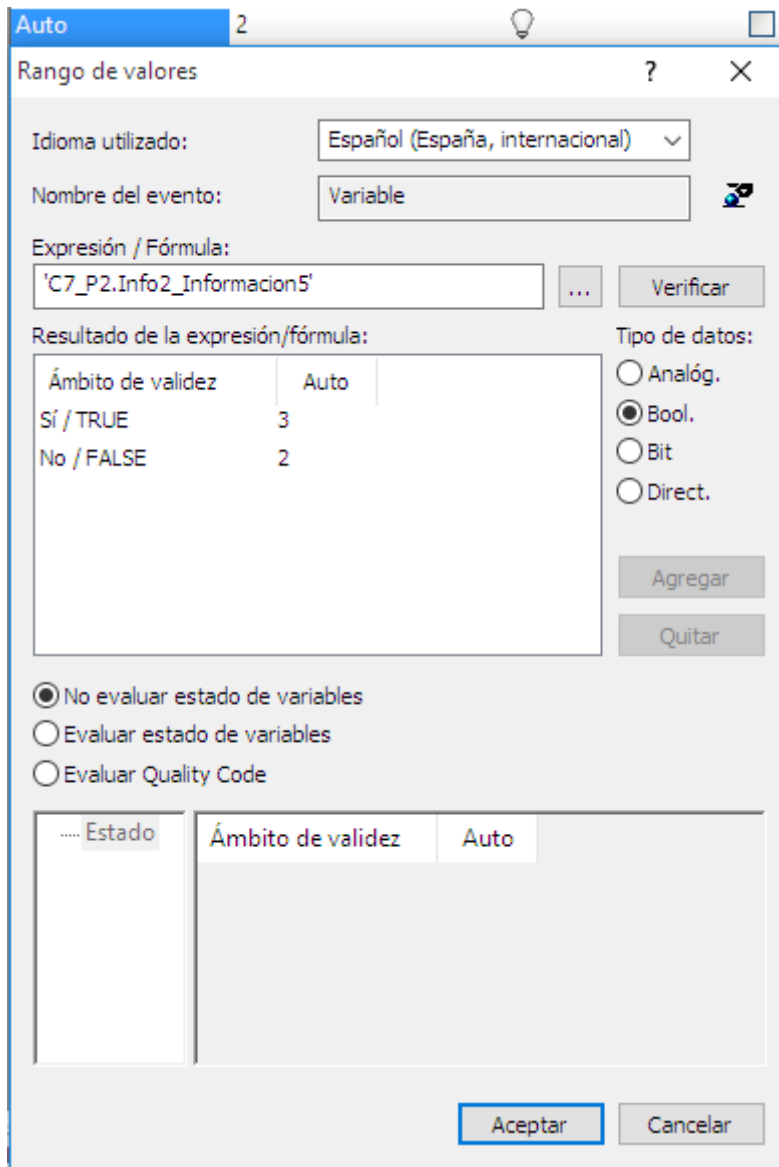 Auto 2
Rango de valores ? X
Idioma utilizado: Español (España, internacional)
Nombre del evento: Variable
Expresión / Fórmula:
'C7_P2.Info2_Informacion5' ... Verificar
Resultado de la expresión/fórmula: Tipo de datos:
Ámbito de validez Auto Analóg.
Sí / TRUE 3 Bool.
No / FALSE 2 Bit
Direct.
Agregar
Quitar
No evaluar estado de variables
Evaluar estado de variables
Evaluar Quality Code
Estado Ámbito de validez Auto
Aceptar Cancelar